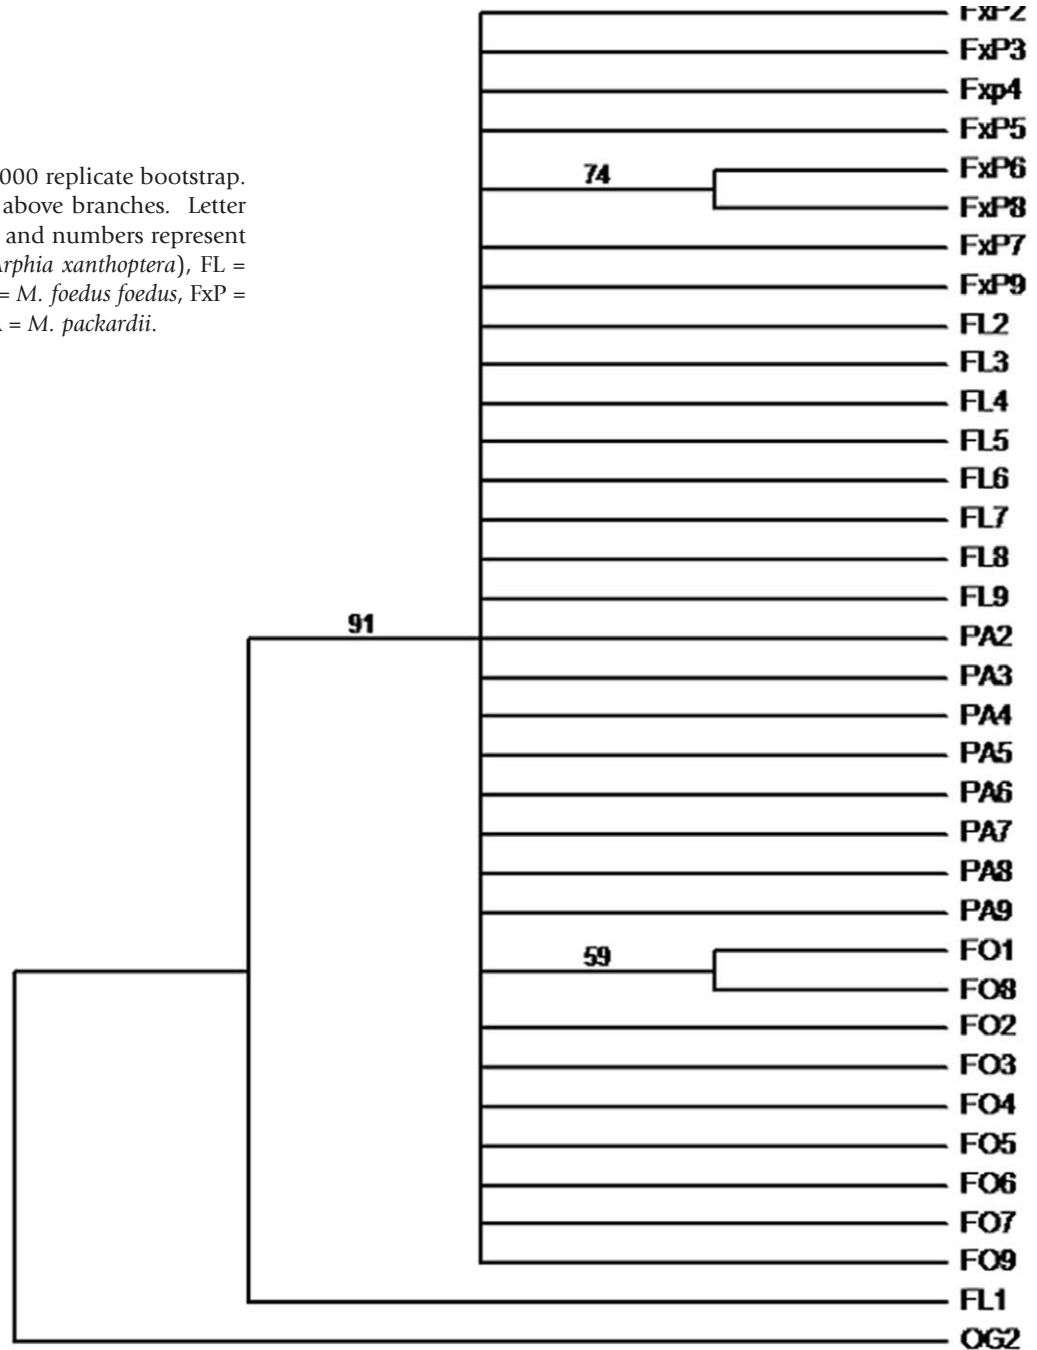 FxP2
FxP3
Fxp4
FxP5
000 replicate bootstrap.
above branches. Letter
and numbers represent
rphia xanthoptera), FL =
= M. foedus foedus, FxP =
= M. packardii.
74
FxP6
FxP8
FxP7
FxP9
FL2
FL3
FL4
FL5
FL6
FL7
FL8
FL9
91
PA2
PA3
PA4
PA5
PA6
PA7
PA8
PA9
59
FO1
FO8
FO2
FO3
FO4
FO5
FO6
FO7
FO9
FL1
OG2